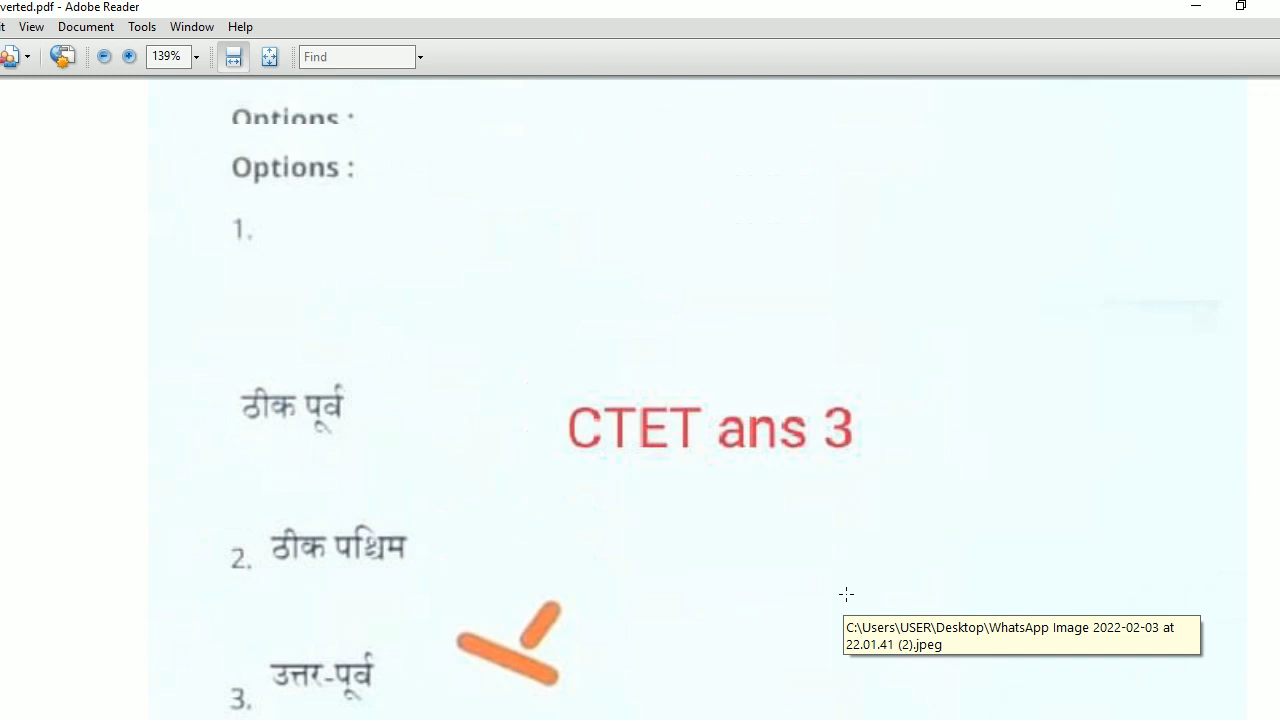 verted.pdf - Adobe Reader
it View Document Tools Window Help
139%
Find
Options :
Options :
1.
ठीक पूर्व
CTET ans 3
2. ठीक पश्चिम
C:\Users\USER\Desktop\WhatsApp Image 2022-02-03 at
22.01.41 (2).jpeg
3. उत्तर-पूर्व